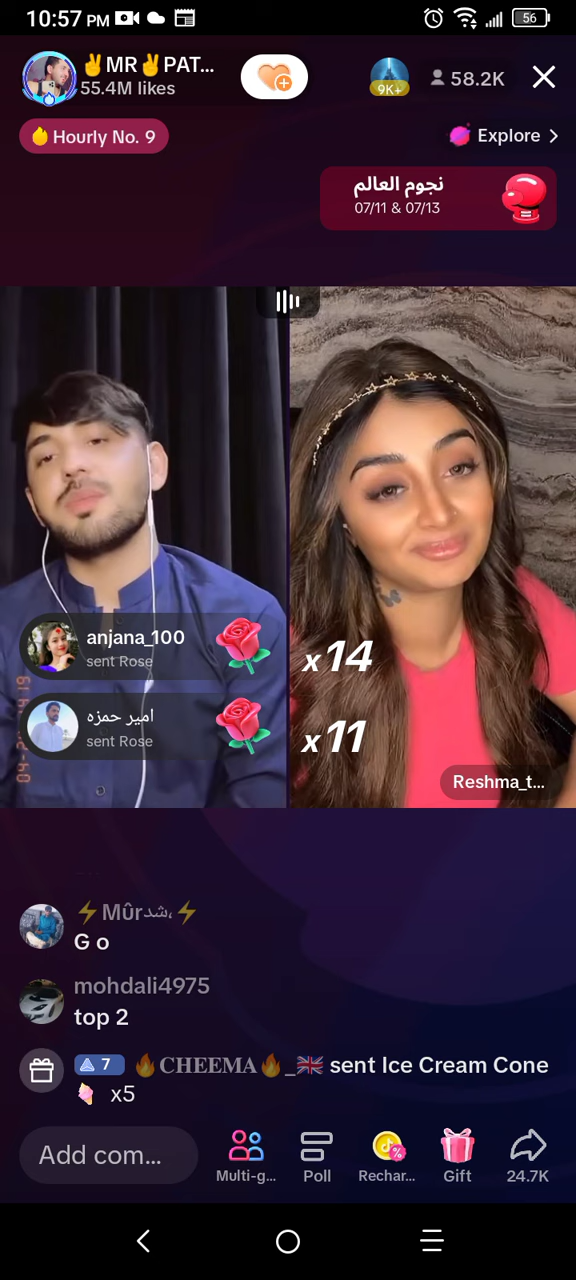 10:57 PM
56
✌️MR✌️PAT...
55.4M likes
9K+
58.2K
Hourly No. 9
Explore
نجوم العالم
07/11 & 07/13
anjana_100
sent Rose
x14
امیر حمزہ
sent Rose
x11
Reshma_t...
⚡Mûrشد،⚡
G o
mohdali4975
top 2
7 🔥CHEEMA🔥_🇬🇧 sent Ice Cream Cone
x5
Add com...
Multi-g...
Poll
Rechar...
Gift
24.7K